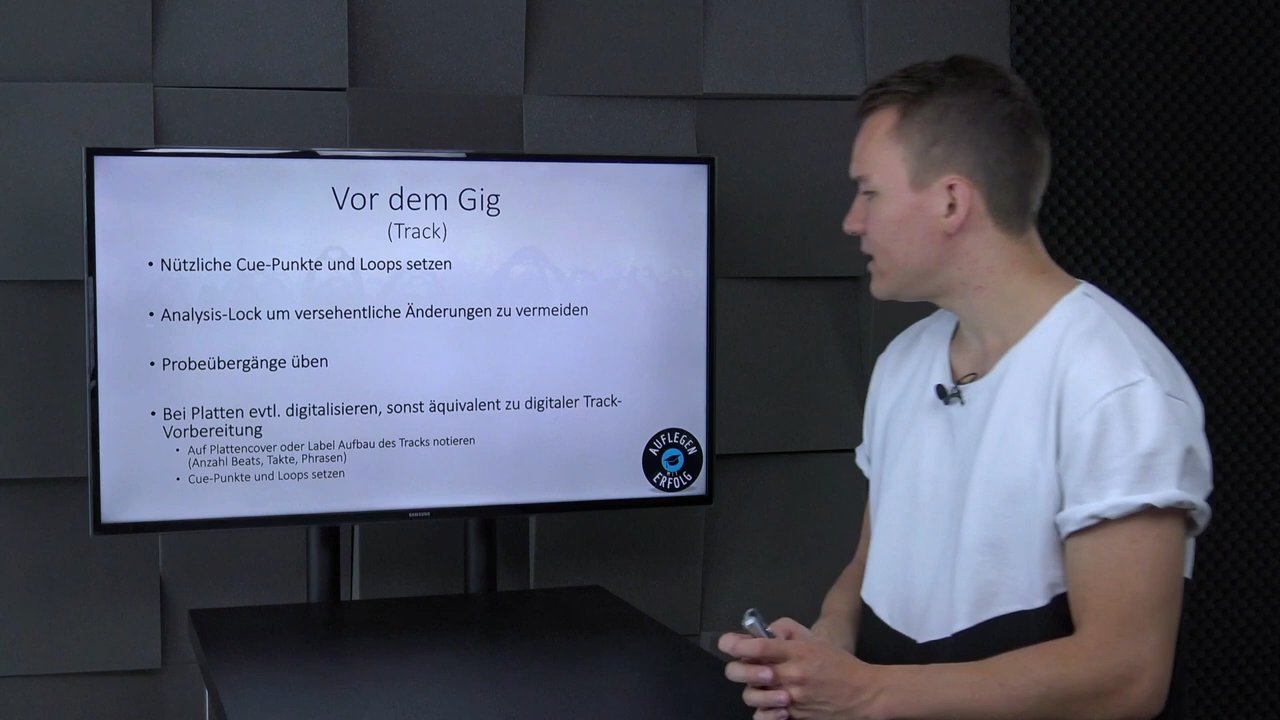 Vor dem Gig
(Track)
• Nützliche Cue-Punkte und Loops setzen
• Analysis-Lock um versehentliche Änderungen zu vermeiden
• Probeübergänge üben
• Bei Platten evtl. digitalisieren, sonst äquivalent zu digitaler Track-
Vorbereitung
• Auf Plattencover oder Label Aufbau des Tracks notieren
(Anzahl Beats, Takte, Phrasen)
• Cue-Punkte und Loops setzen
AUFLEGEN
MIT
ERFOLG
SAMSUNG